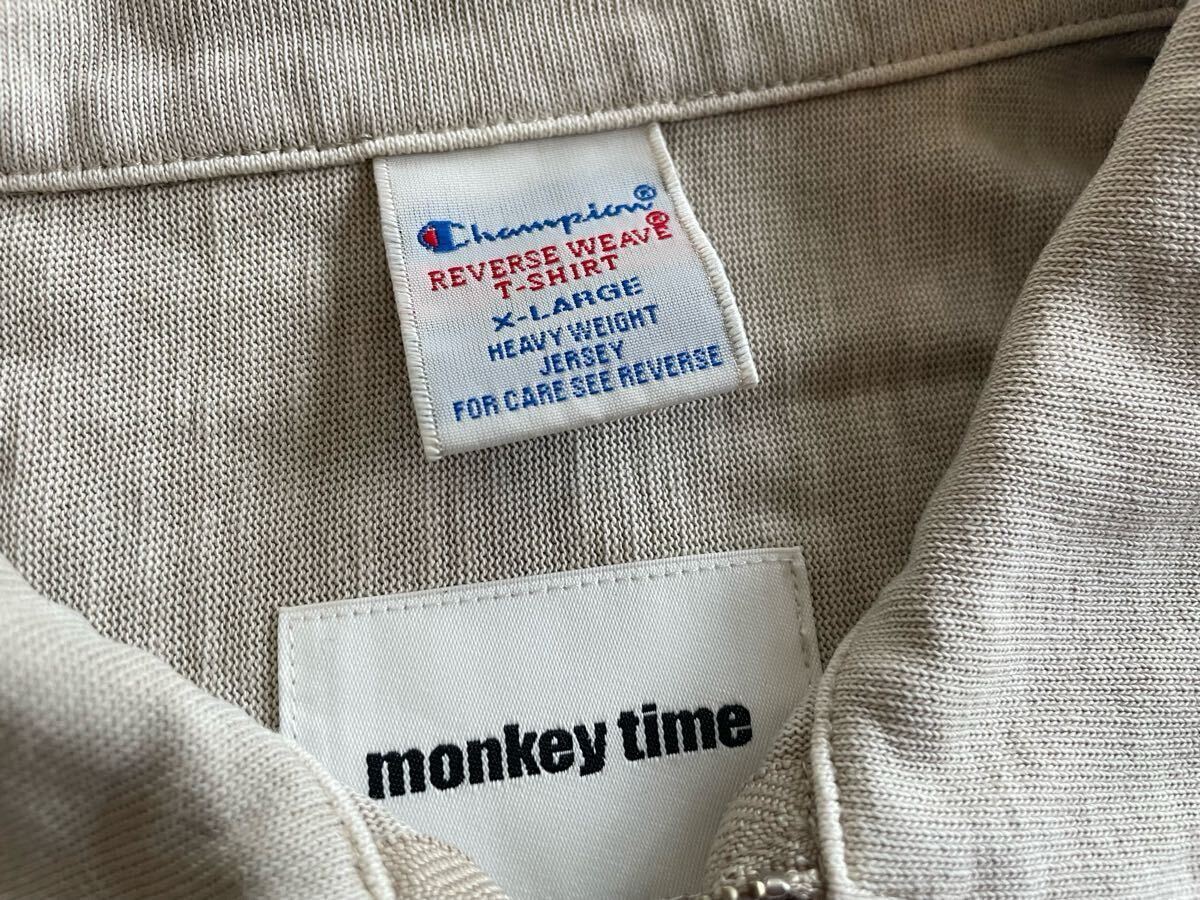 Champion®
REVERSE WEAVE®
T-SHIRT
X-LARGE
HEAVY WEIGHT
JERSEY
FOR CARE SEE REVERSE
monkey time